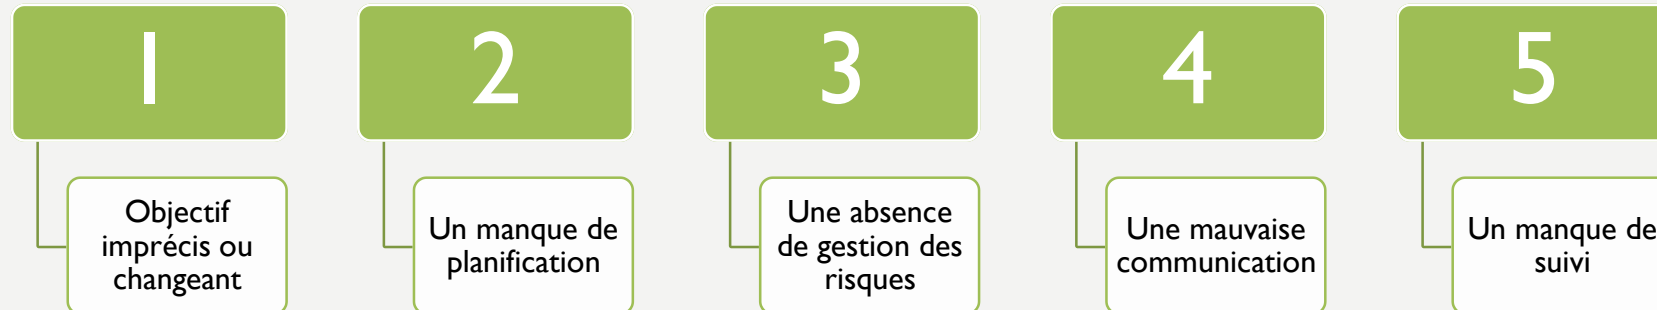 1
Objectif
imprécis ou
changeant
2
Un manque de
planification
3
Une absence
de gestion des
risques
4
Une mauvaise
communication
5
Un manque de
suivi